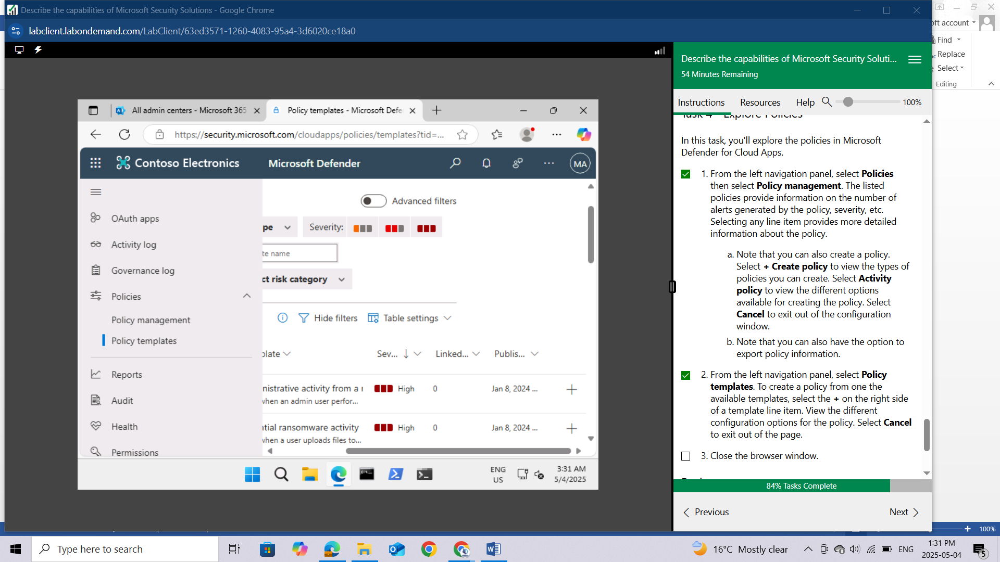 Describe the capabilities of Microsoft Security Solutions - Google Chrome
labclient.labondemand.com/LabClient/63ed3571-1260-4083-95a4-3d6020ce18a0
oft account
Find
Replace
Select
Editing
Describe the capabilities of Microsoft Security Soluti...
54 Minutes Remaining
Instructions Resources Help 100%
All admin centers - Microsoft 365
Policy templates - Microsoft Defe
https://security.microsoft.com/cloudapps/policies/templates?tid=...
Contoso Electronics Microsoft Defender MA
OAuth apps
Activity log
Governance log
Policies
Policy management
Policy templates
Reports
Audit
Health
Permissions
Advanced filters
pe Severity:
te name
ct risk category
Hide filters Table settings
plate Sev... Linked... Publis...
nistrative activity from a High 0 Jan 8, 2024 ...
when an admin user perfor...
ntial ransomware activity High 0 Jan 8, 2024 ...
when a user uploads files to...
ENG
US
3:31 AM
5/4/2025
Task 4 - Explore Policies
In this task, you'll explore the policies in Microsoft
Defender for Cloud Apps.
1. From the left navigation panel, select Policies
then select Policy management. The listed
policies provide information on the number of
alerts generated by the policy, severity, etc.
Selecting any line item provides more detailed
information about the policy.
a. Note that you can also create a policy.
Select + Create policy to view the types of
policies you can create. Select Activity
policy to view the different options
available for creating the policy. Select
Cancel to exit out of the configuration
window.
b. Note that you can also have the option to
export policy information.
2. From the left navigation panel, select Policy
templates. To create a policy from one the
available templates, select the + on the right side
of a template line item. View the different
configuration options for the policy. Select Cancel
to exit out of the page.
3. Close the browser window.
84% Tasks Complete
Previous Next
100%
Type here to search
16°C Mostly clear
ENG
1:31 PM
2025-05-04
5